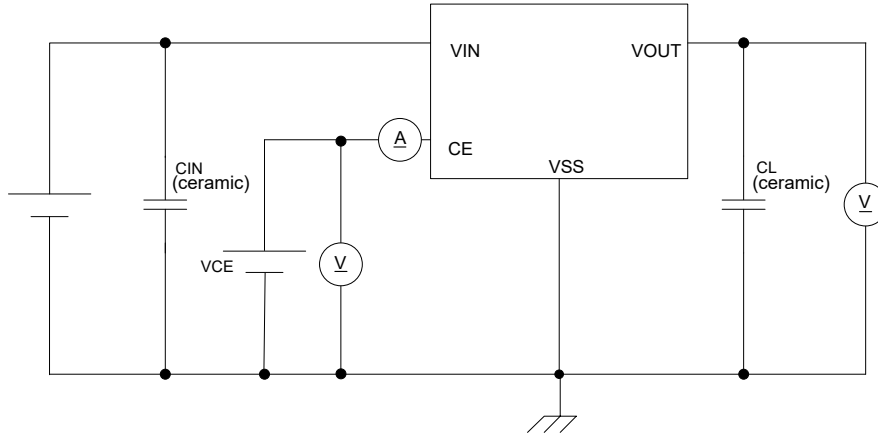 VIN
VOUT
A
CE
VSS
CIN
(ceramic)
CL
(ceramic)
V
VCE
V